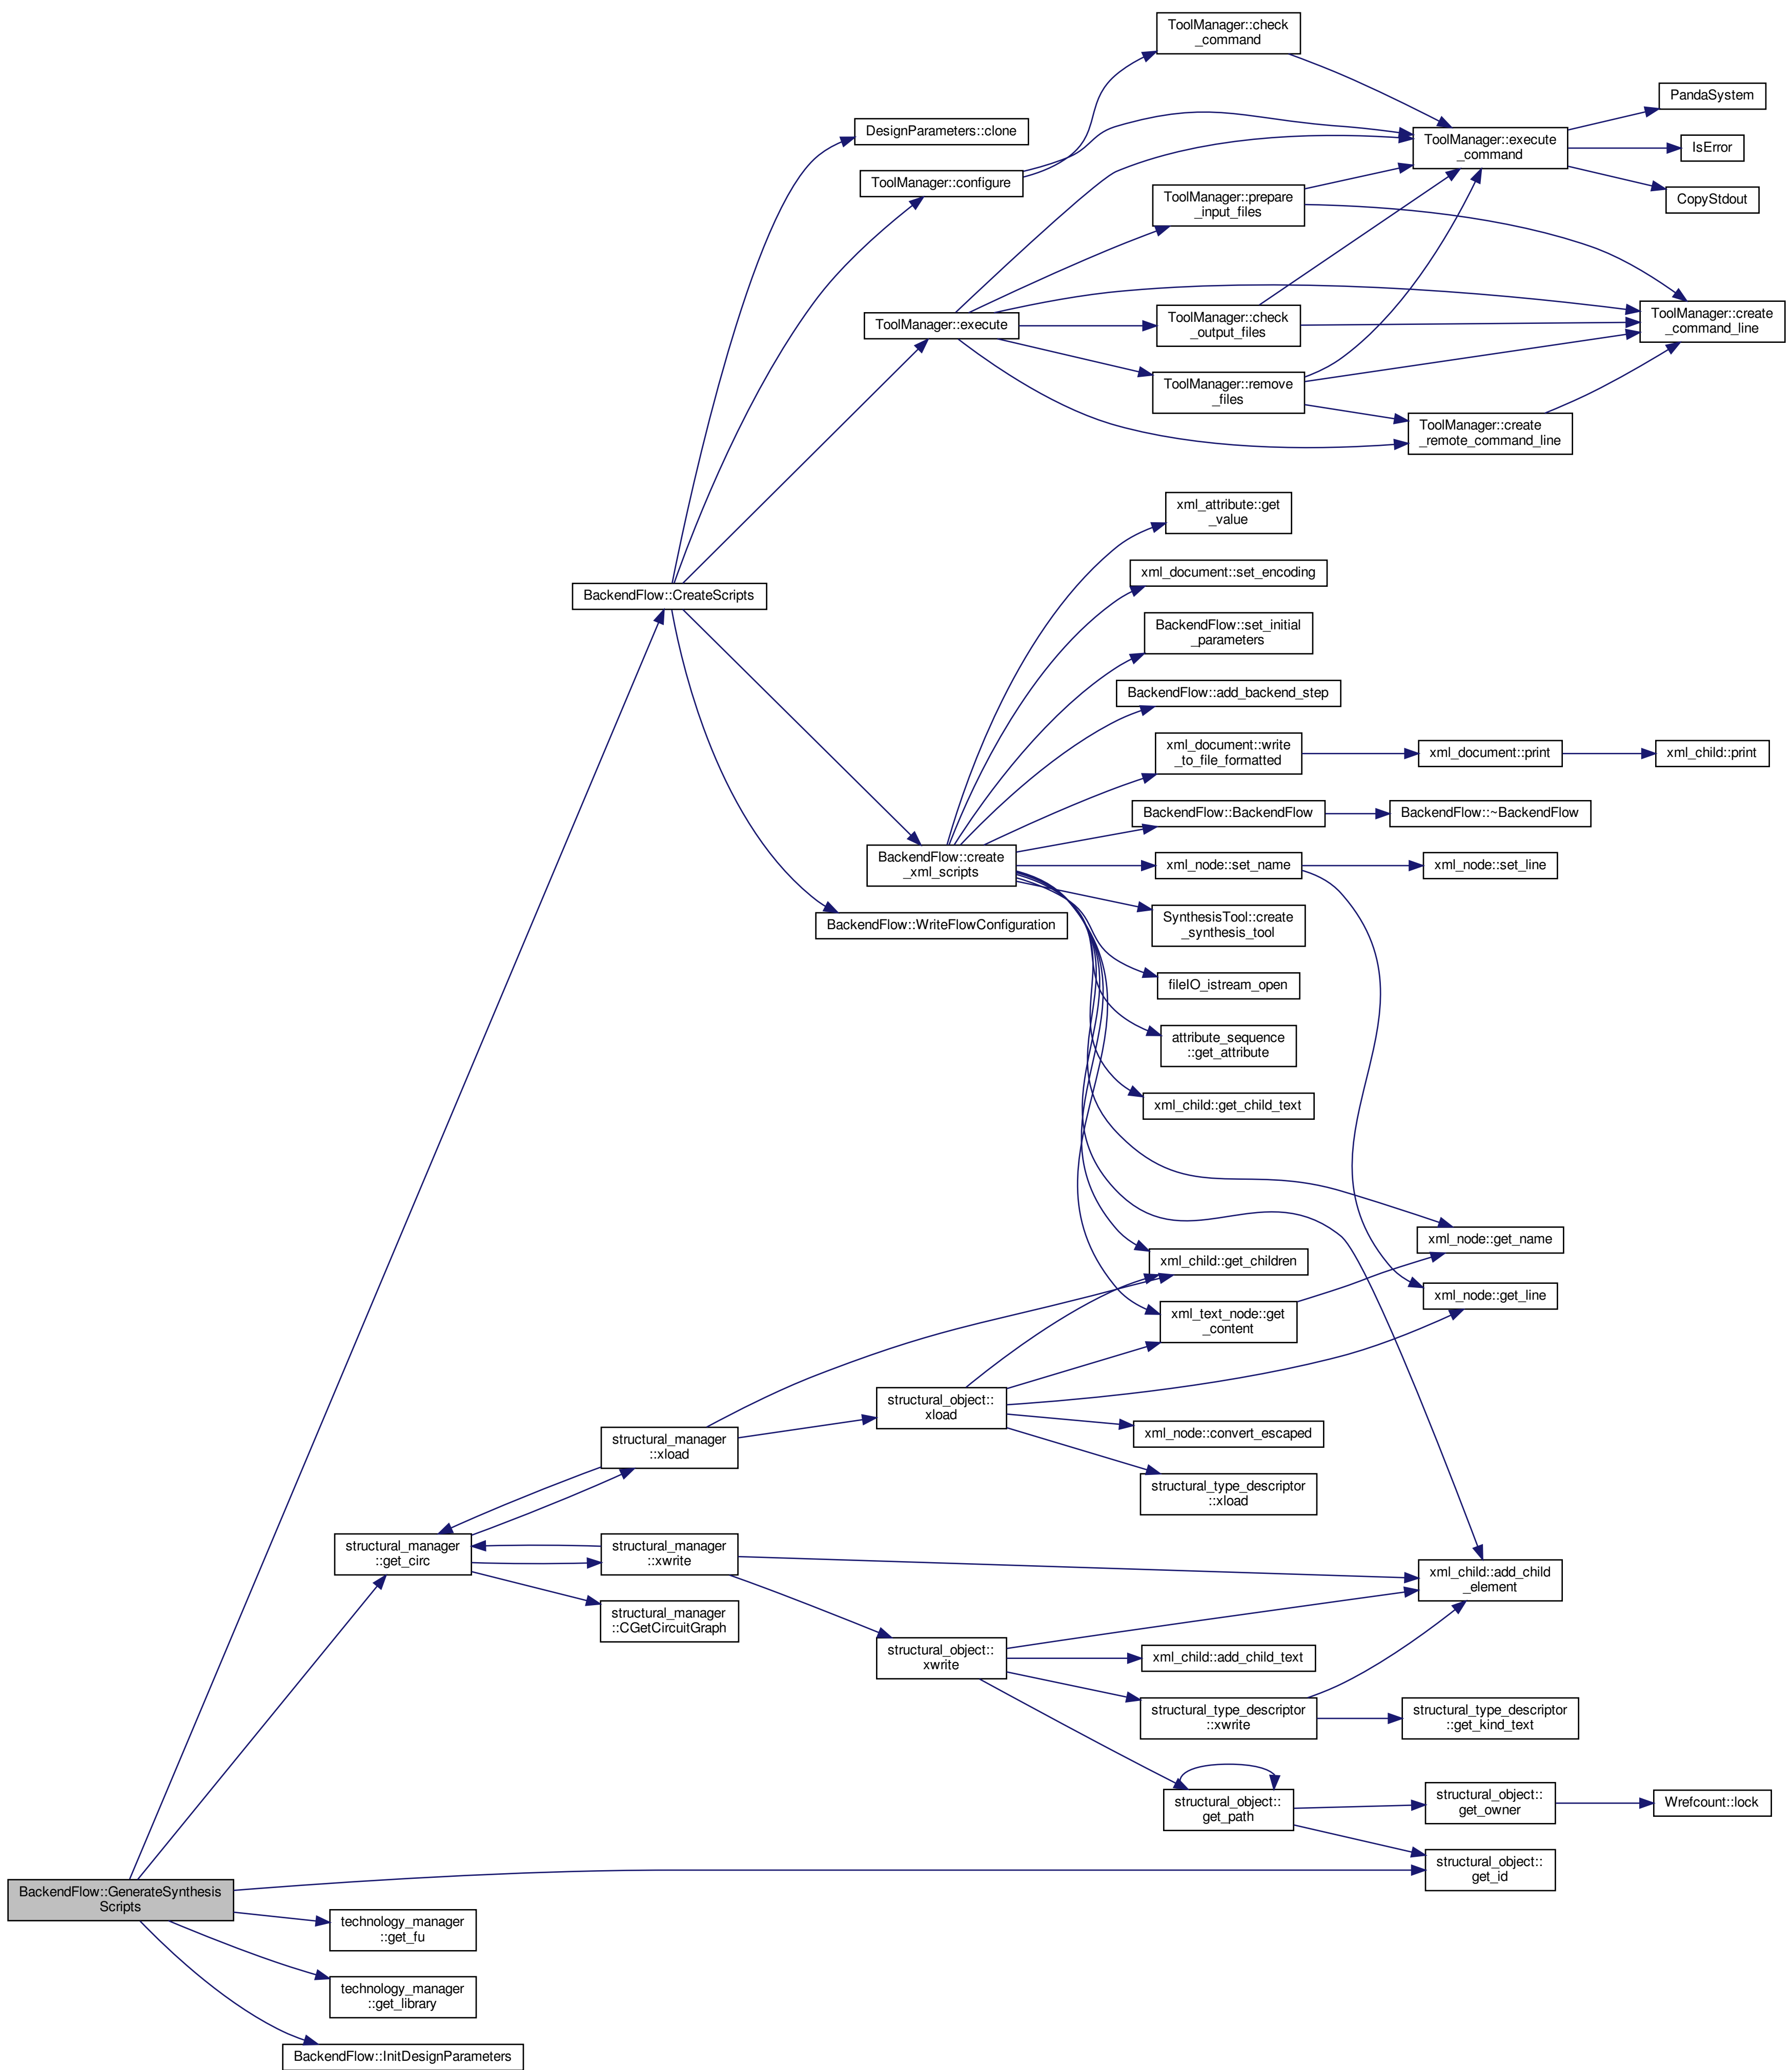 ToolManager::check
_command
PandaSystem
DesignParameters::clone
ToolManager::execute
_command
IsError
ToolManager::configure
CopyStdout
ToolManager::prepare
_input_files
ToolManager::execute
ToolManager::check
_output_files
ToolManager::create
_command_line
ToolManager::remove
_files
ToolManager::create
_remote_command_line
xml_attribute::get
_value
xml_document::set_encoding
BackendFlow::CreateScripts
BackendFlow::set_initial
_parameters
BackendFlow::add_backend_step
xml_document::write
_to_file_formatted
xml_document::print
xml_child::print
BackendFlow::BackendFlow
BackendFlow::~BackendFlow
BackendFlow::create
_xml_scripts
xml_node::set_name
xml_node::set_line
SynthesisTool::create
_synthesis_tool
BackendFlow::WriteFlowConfiguration
fileIO_istream_open
attribute_sequence
::get_attribute
xml_child::get_child_text
xml_node::get_name
xml_child::get_children
xml_node::get_line
xml_text_node::get
_content
structural_object::
xload
xml_node::convert_escaped
structural_manager
::xload
structural_type_descriptor
::xload
structural_manager
::get_circ
structural_manager
::xwrite
xml_child::add_child
_element
structural_manager
::CGetCircuitGraph
structural_object::
xwrite
xml_child::add_child_text
structural_type_descriptor
::xwrite
structural_type_descriptor
::get_kind_text
structural_object::
get_path
structural_object::
get_owner
Wrefcount::lock
structural_object::
get_id
BackendFlow::GenerateSynthesis
Scripts
technology_manager
::get_fu
technology_manager
::get_library
BackendFlow::InitDesignParameters